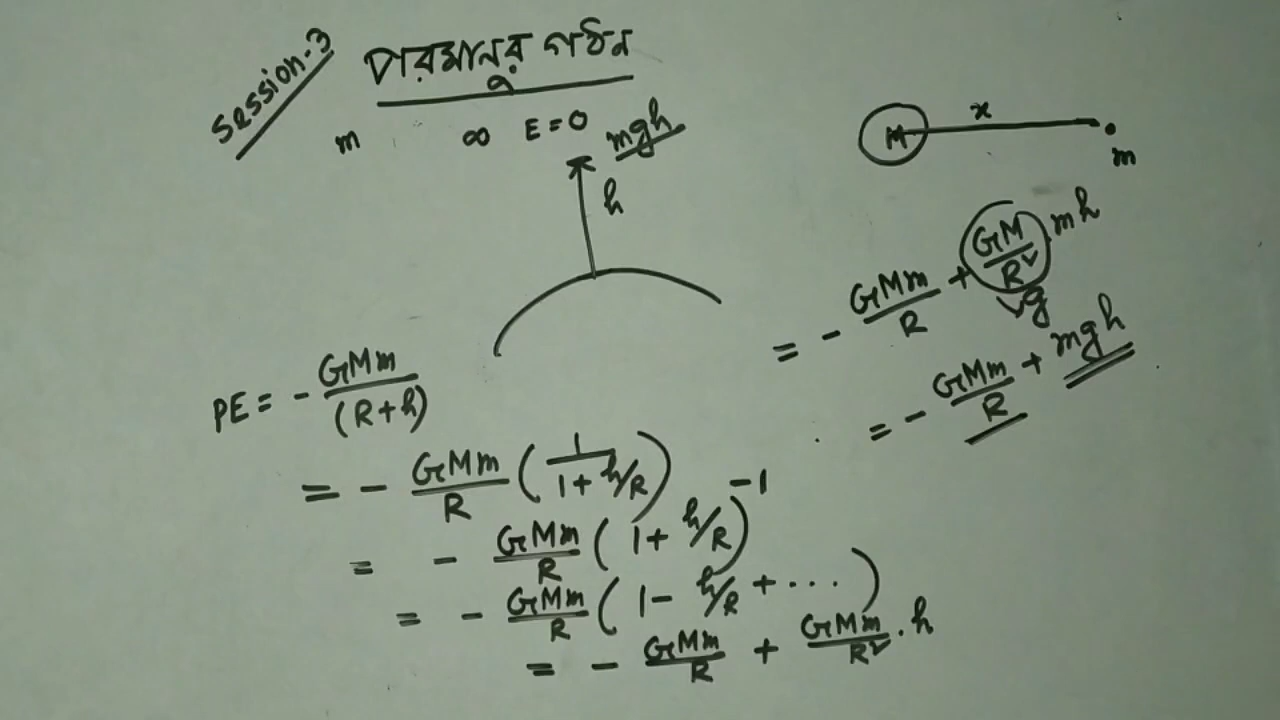 Session-3
পরমানুর গঠন
m ∞ E=0 mgh
h
M x m
PE = - GMm/(R+h)
= - GMm/R (1/(1+h/R))
= - GMm/R (1+h/R)^-1
= - GMm/R (1-h/R+...)
= - GMm/R + GMm/R² . h
= - GMm/R + (GM/R²) . mh
g
= - GMm/R + mgh